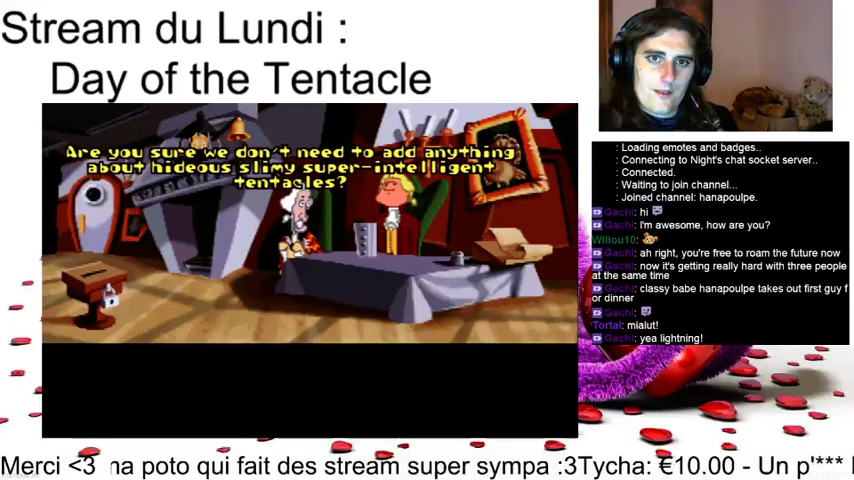 Stream du Lundi :
Day of the Tentacle
Are you sure we don't need to add anything
about hideous slimy super-intelligent
tentacles?
: Loading emotes and badges..
: Connecting to Night's chat socket server..
: Connected.
: Waiting to join channel...
: Joined channel: hanapoulpe.
Gachi: hi
Gachi: I'm awesome, how are you?
Willou10:
Gachi: ah right, you're free to roam the future now
Gachi: now it's getting really hard with three people
at the same time
Gachi: classy babe hanapoulpe takes out first guy f
or dinner
Gachi:
Tortai: mialut!
Gachi: yea lightning!
Merci <3 na poto qui fait des stream super sympa :3Tycha: €10.00 - Un p'***